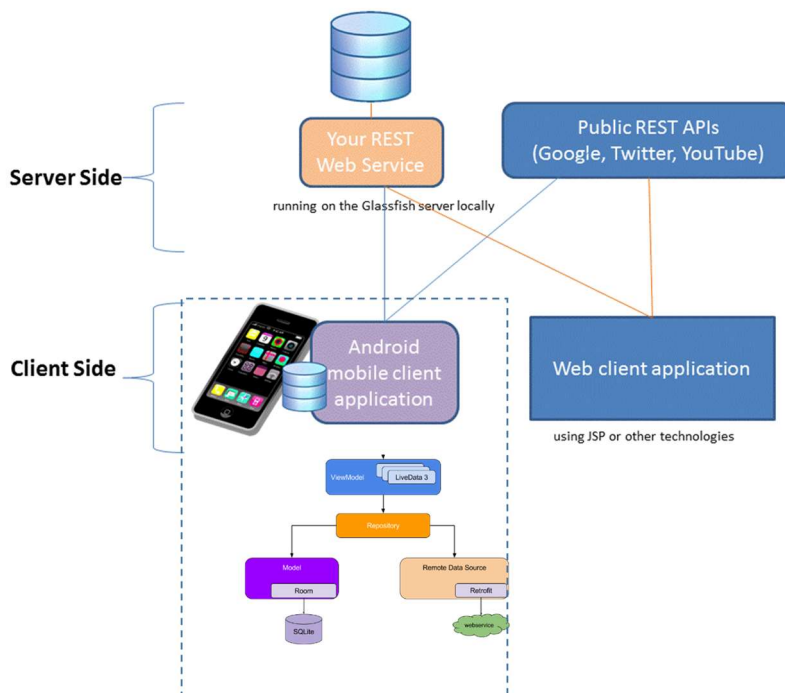 Your REST
Web Service
Public REST APIs
(Google, Twitter, YouTube)
Server Side
running on the Glassfish server locally
Client Side
Android
mobile client
application
Web client application
using JSP or other technologies
ViewModel
LiveData 3
Repository
Model
Room
Remote Data Source
Retrofit
SQLite
webservice